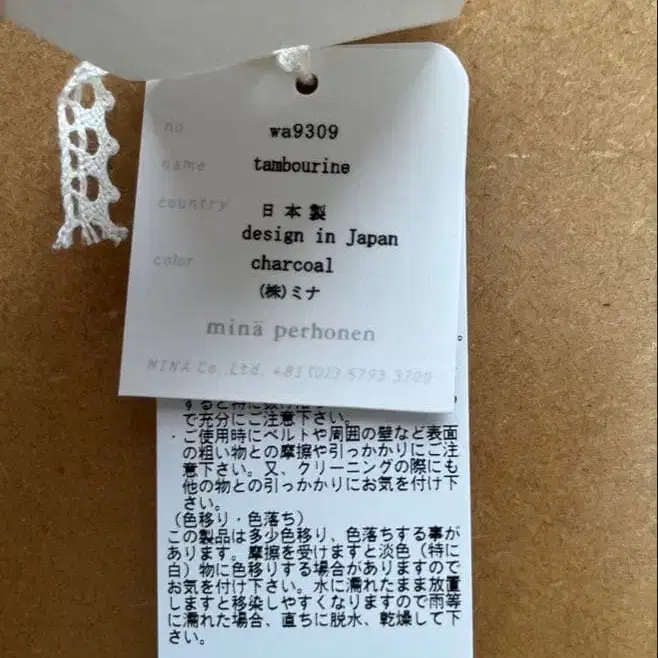 no wa9309
name tambourine
country 日本製
design in Japan
color charcoal
(株)ミナ
minä perhonen
MINA Co.,Ltd. +81(0)3 5793 3700
で充分にご注意下さい。
・ご使用時にベルトや周囲の壁など表面
の粗い物との摩擦や引っかかりにご注
意下さい。又、クリーニングの際にも
他の物との引っかかりにお気を付け下
さい。
(色移り・色落ち)
この製品は多少色移り、色落ちする事が
あります。摩擦を受けますと淡色(特に
白)物に色移りする場合がありますので
お気を付け下さい。水に濡れたまま放置
しますと移染しやすくなりますので雨等
に濡れた場合、直ちに脱水、乾燥して下
さい。